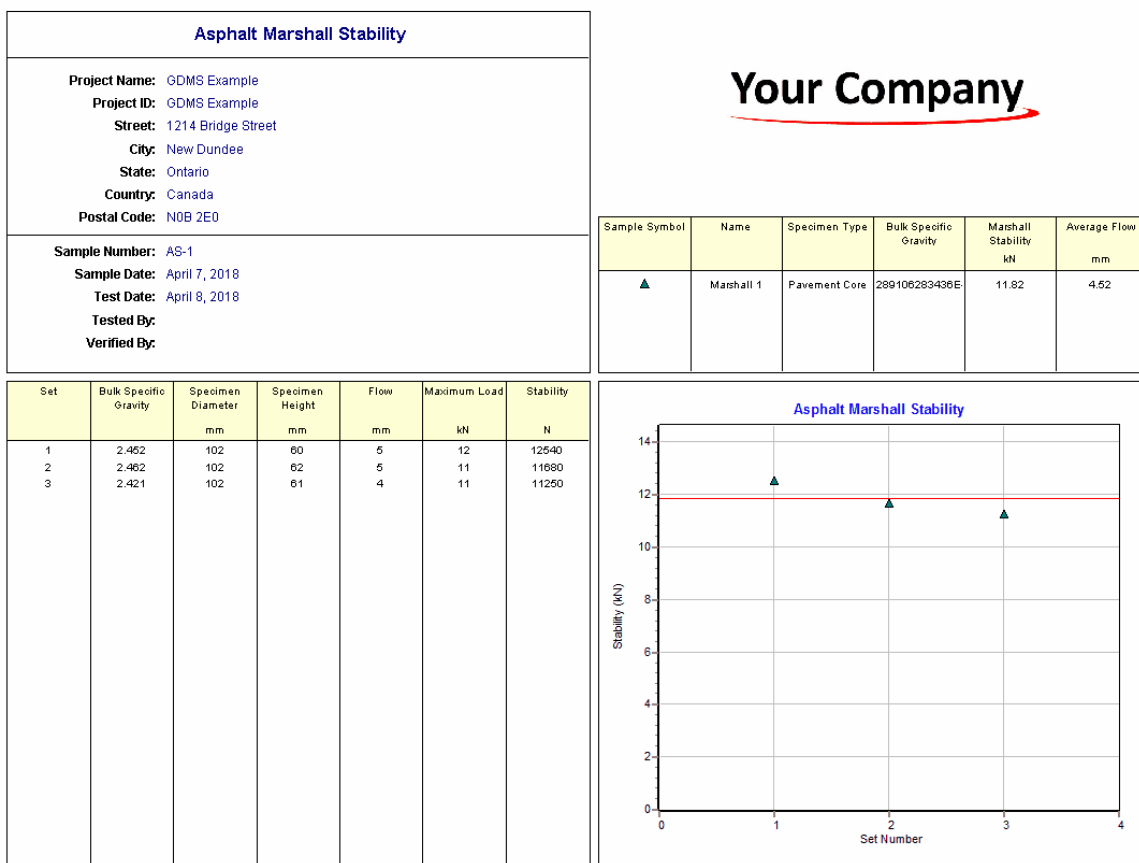 Asphalt Marshall Stability
Project Name: GDMS Example
Project ID: GDMS Example
Street: 1214 Bridge Street
City: New Dundee
State: Ontario
Country: Canada
Postal Code: N0B 2E0
Sample Number: AS-1
Sample Date: April 7, 2018
Test Date: April 8, 2018
Tested By:
Verified By:
Your Company
Sample Symbol Name Specimen Type Bulk Specific Marshall Average Flow
Gravity Stability
kN mm
Marshall 1 Pavement Core 289106283436E- 11.82 4.52
Set Bulk Specific Specimen Specimen Flow Maximum Load Stability
Gravity Diameter Height
mm mm mm kN N
1 2.452 102 60 5 12 12540
2 2.462 102 62 5 11 11680
3 2.421 102 61 4 11 11250
Asphalt Marshall Stability
14
12
10
8
6
4
2
0
Stability (kN)
0 1 2 3 4
Set Number